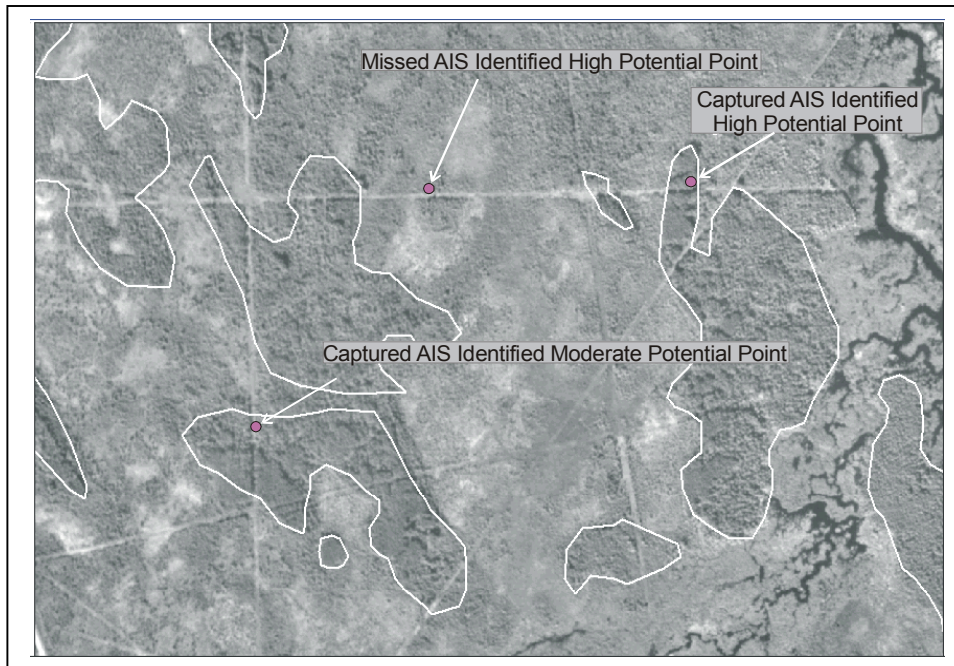 Missed AIS Identified High Potential Point
Captured AIS Identified
High Potential Point
Captured AIS Identified Moderate Potential Point